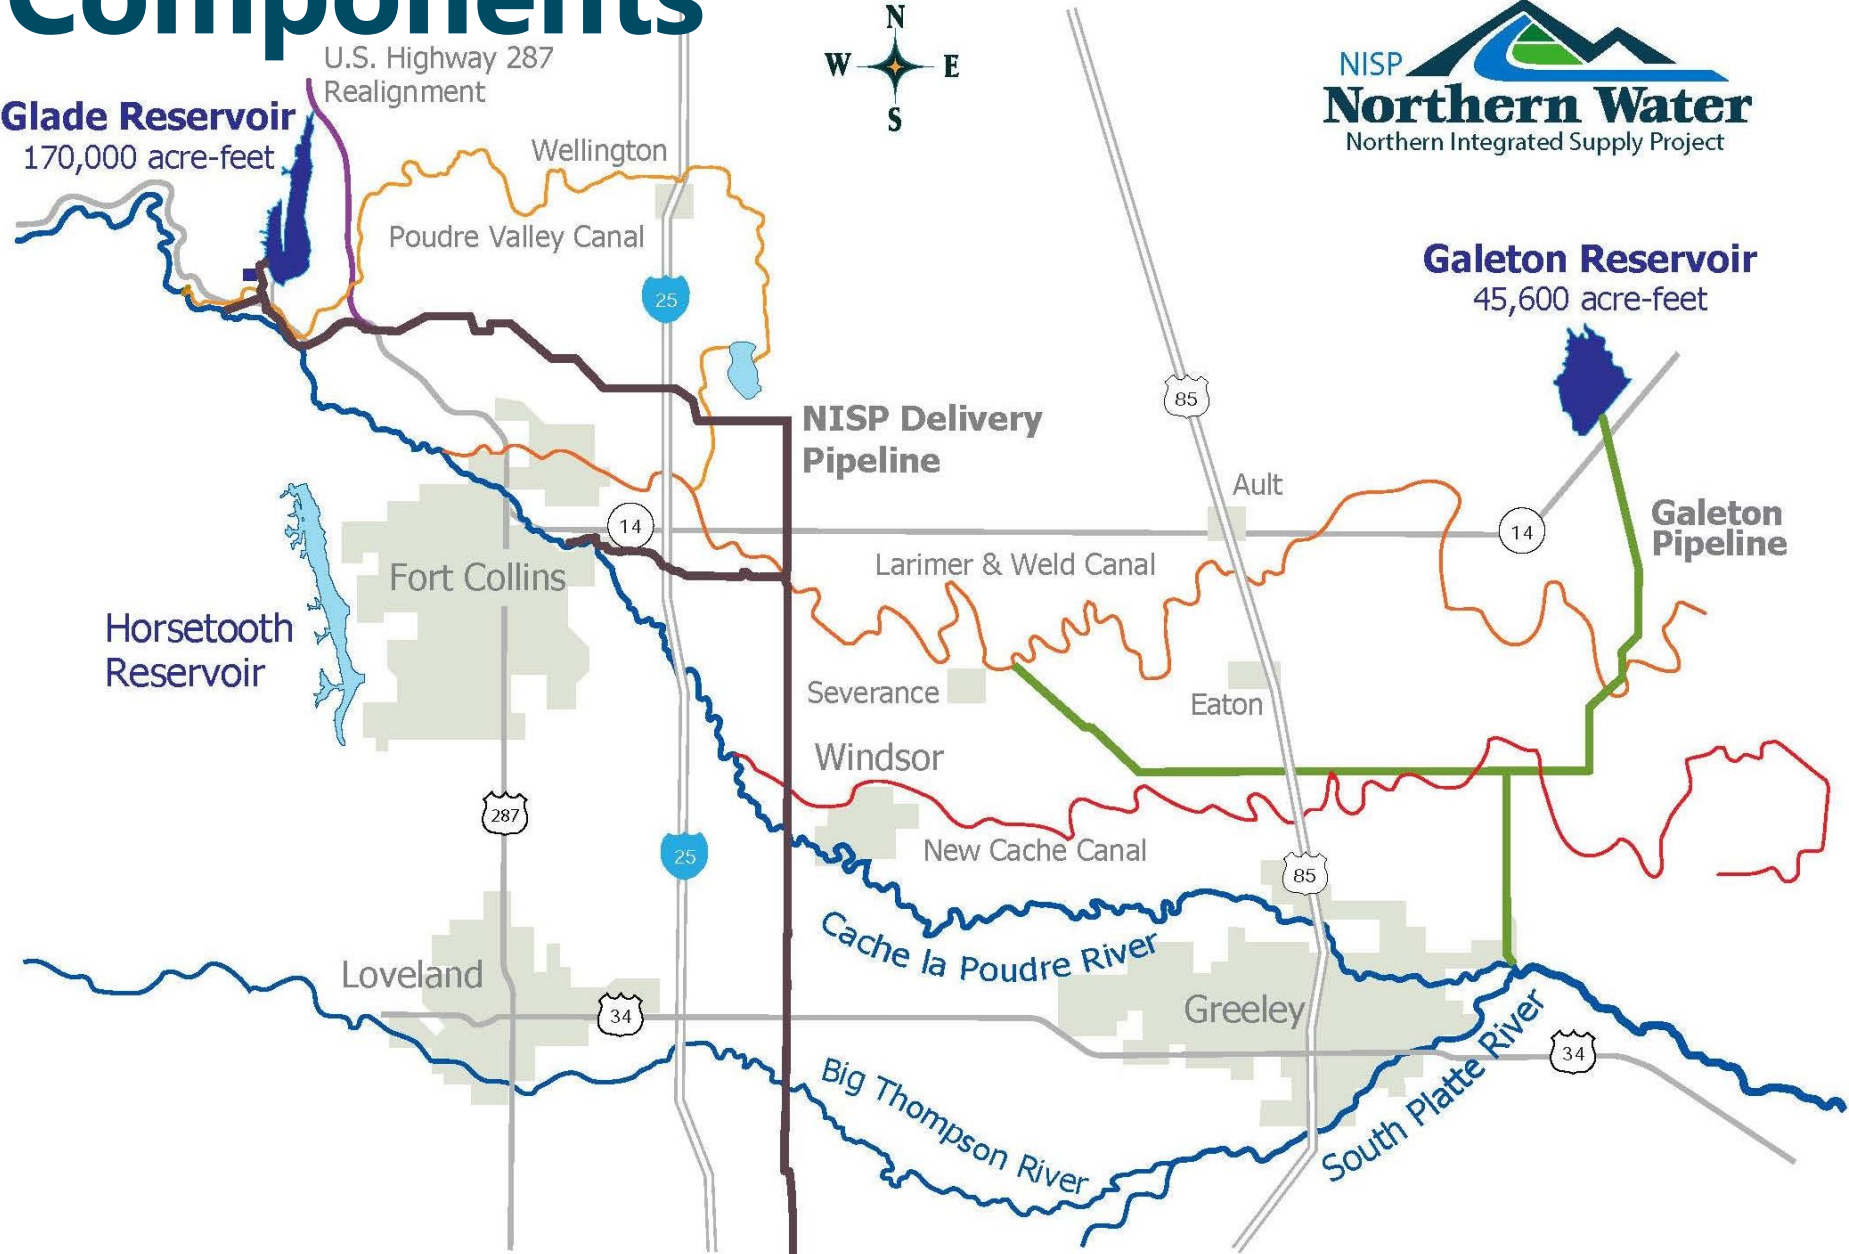 Components
U.S. Highway 287
Realignment
N
W E
S
NISP
Northern Water
Northern Integrated Supply Project
Glade Reservoir
170,000 acre-feet
Wellington
Poudre Valley Canal
25
Galeton Reservoir
45,600 acre-feet
85
NISP Delivery
Pipeline
Ault
14
14
Galeton
Pipeline
Larimer & Weld Canal
Fort Collins
Horsetooth
Reservoir
Severance
Eaton
Windsor
287
25
New Cache Canal
85
Cache la Poudre River
Loveland
34
Greeley
34
Big Thompson River
South Platte River